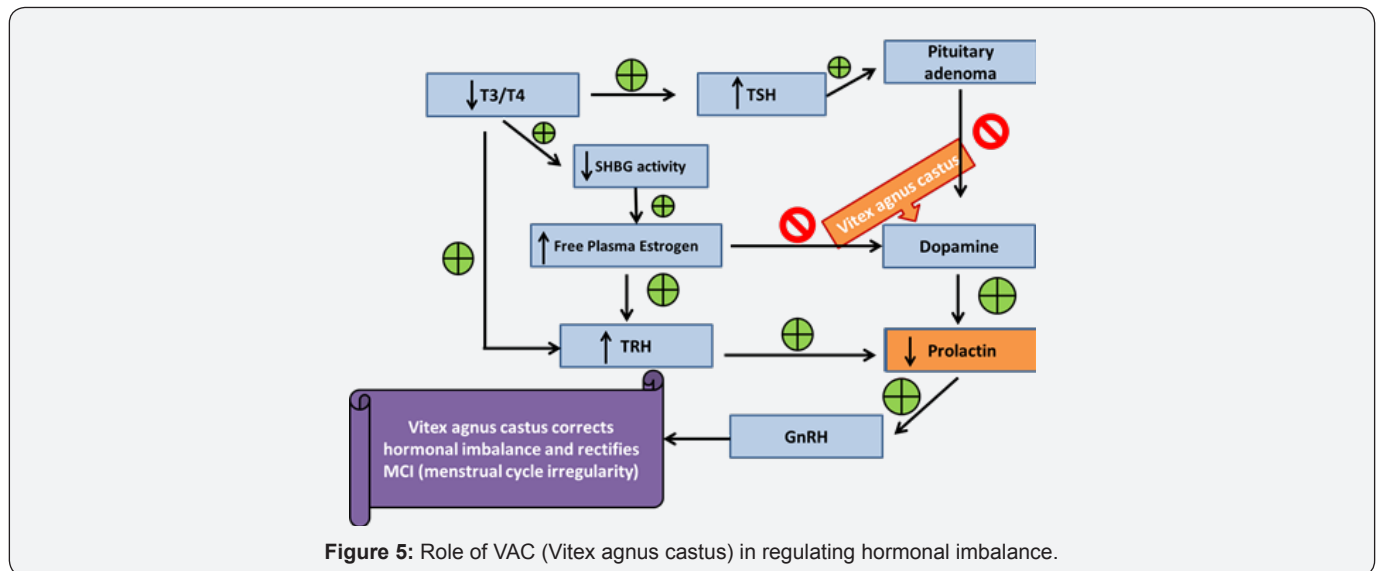 Pituitary
adenoma
↓ T3/T4
↑ TSH
↓ SHBG activity
Vitex agnus castus
↑ Free Plasma Estrogen
Dopamine
↑ TRH
↓ Prolactin
Vitex agnus castus corrects
hormonal imbalance and rectifies
MCI (menstrual cycle irregularity)
GnRH
Figure 5: Role of VAC (Vitex agnus castus) in regulating hormonal imbalance.